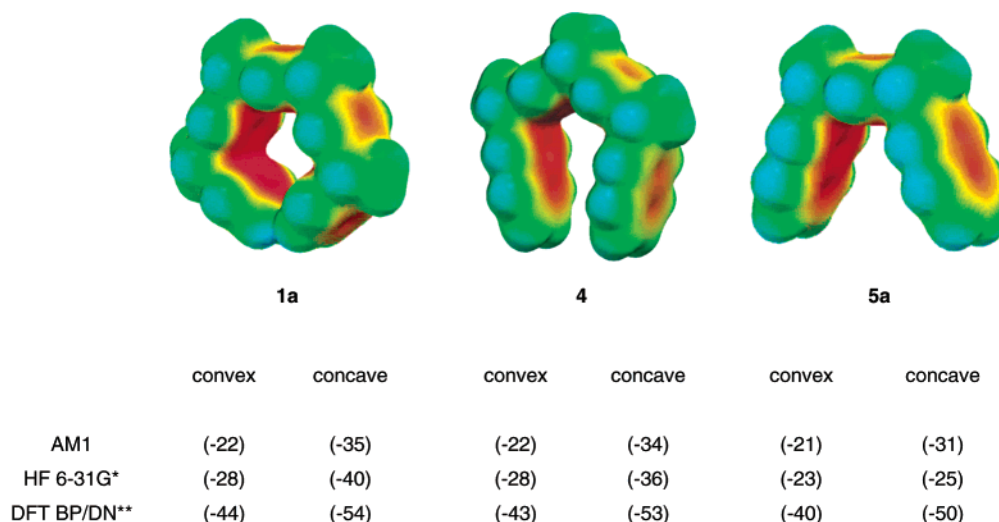 1a 4 5a
convex concave convex concave convex concave
AM1 (-22) (-35) (-22) (-34) (-21) (-31)
HF 6-31G* (-28) (-40) (-28) (-36) (-23) (-25)
DFT BP/DN** (-44) (-54) (-43) (-53) (-40) (-50)